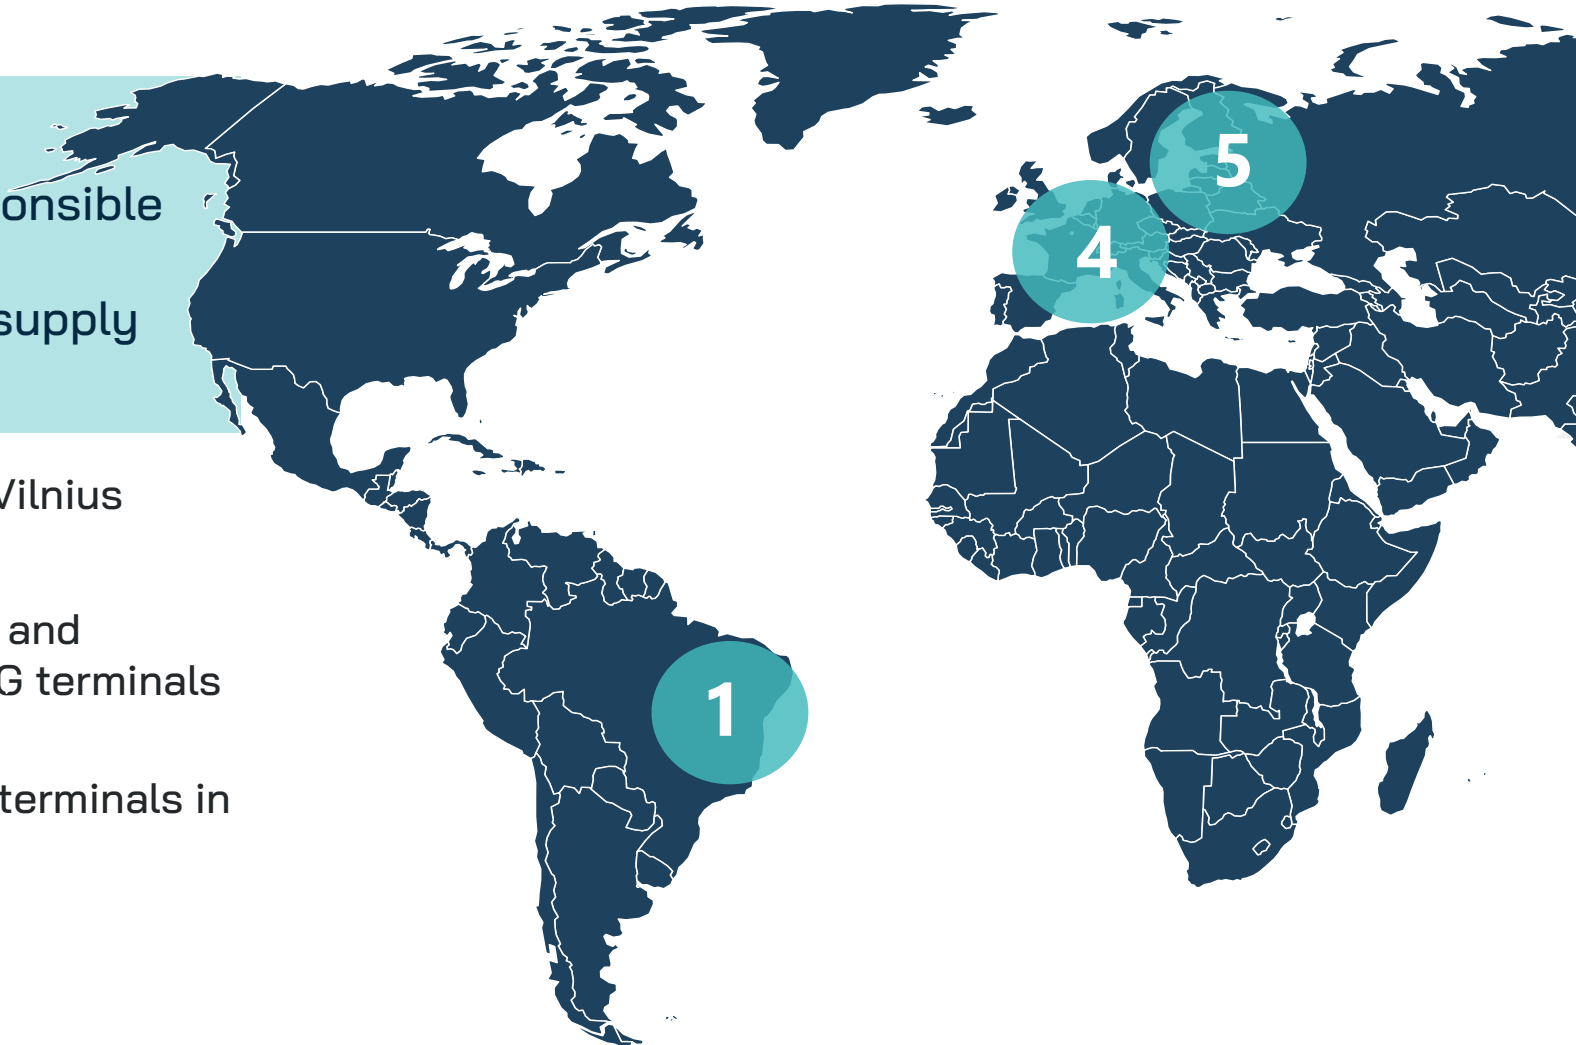 onsible
supply
Vilnius
and
G terminals
terminals in
5
4
1